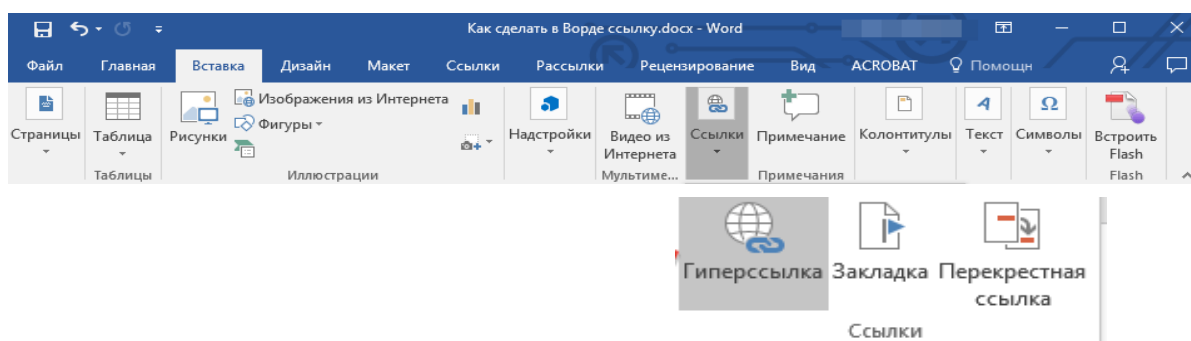 Как сделать в Ворде ссылку.docx - Word
Файл Главная Вставка Дизайн Макет Ссылки Рассылки Рецензирование Вид ACROBAT Помощн
Страницы Таблица Рисунки Изображения из Интернета Фигуры Надстройки Видео из Интернета Ссылки Примечание Колонтитулы Текст Символы Встроить Flash
Таблицы Иллюстрации Мультиме... Примечания Flash
Гиперссылка Закладка Перекрестная
ссылка
Ссылки